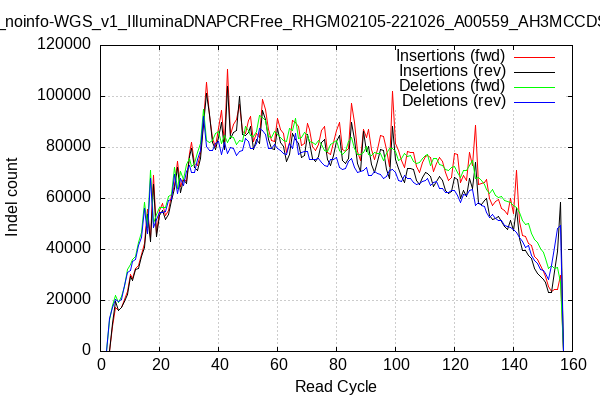 _noinfo-WGS_v1_IlluminaDNAPCRFree_RHGM02105-221026_A00559_AH3MCCDS
120000
100000
80000
60000
40000
20000
0
Indel count
Insertions (fwd)
Insertions (rev)
Deletions (fwd)
Deletions (rev)
0 20 40 60 80 100 120 140 160
Read Cycle